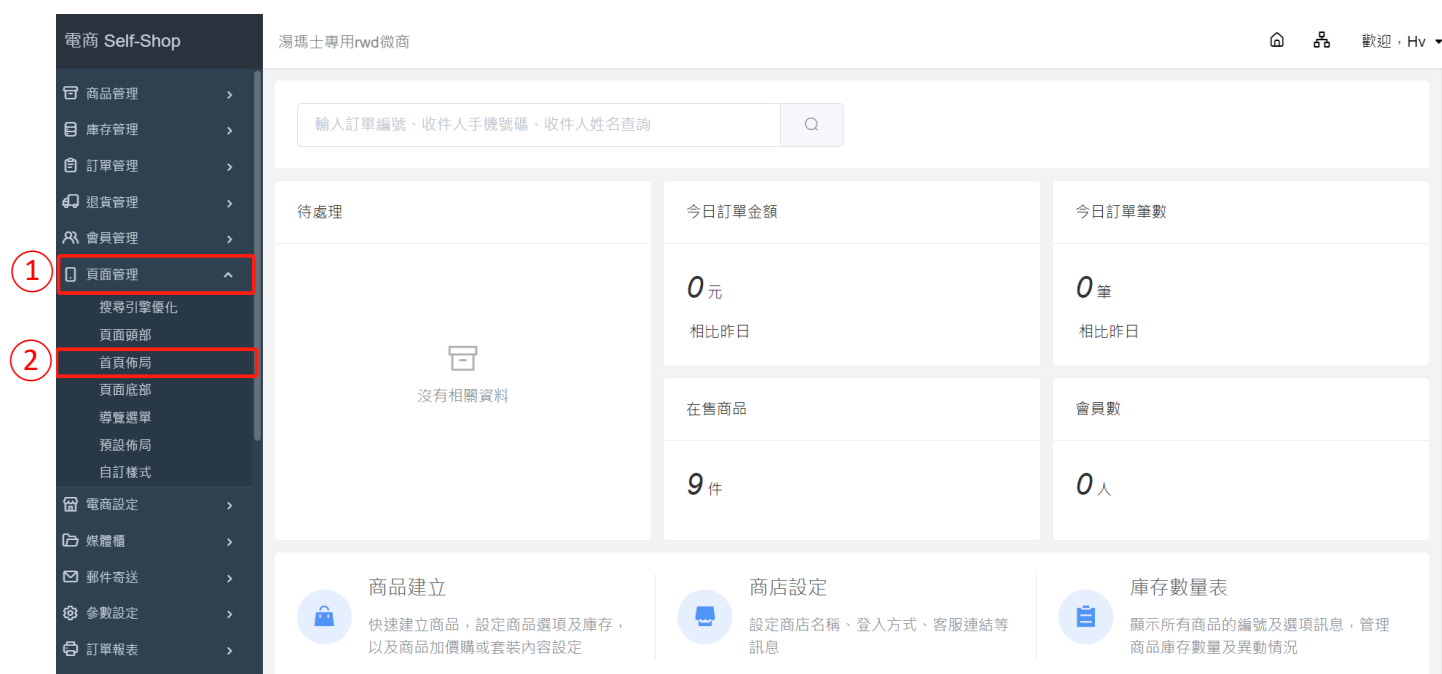 電商 Self-Shop
湯瑪士專用rwd微商
歡迎，Hv
商品管理
庫存管理
訂單管理
退貨管理
會員管理
1
頁面管理
搜尋引擎優化
頁面頭部
2
首頁佈局
頁面底部
導覽選單
預設佈局
自訂樣式
電商設定
媒體櫃
郵件寄送
參數設定
訂單報表
輸入訂單編號、收件人手機號碼、收件人姓名查詢
待處理
沒有相關資料
今日訂單金額
0 元
相比昨日
今日訂單筆數
0 筆
相比昨日
在售商品
9 件
會員數
0 人
商品建立
快速建立商品，設定商品選項及庫存，
以及商品加價購或套裝內容設定
商店設定
設定商店名稱、登入方式、客服連結等
訊息
庫存數量表
顯示所有商品的編號及選項訊息，管理
商品庫存數量及異動情況